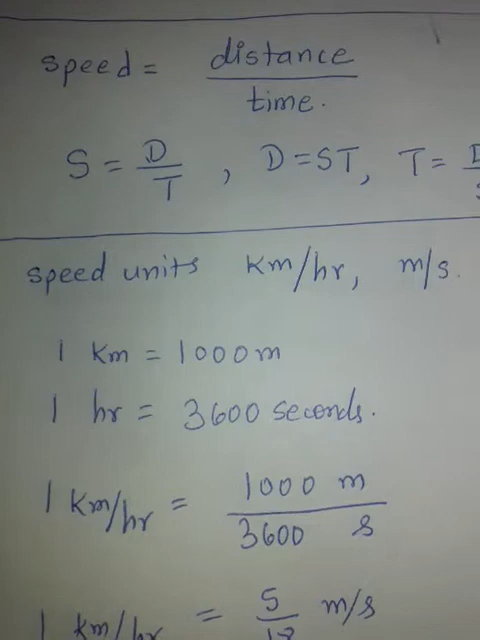 speed = distance / time.
S = D/T , D = ST, T = D/S
speed units km/hr, m/s.
1 km = 1000 m
1 hr = 3600 seconds.
1 km/hr = 1000 m / 3600 s
1 km/hr = 5/18 m/s